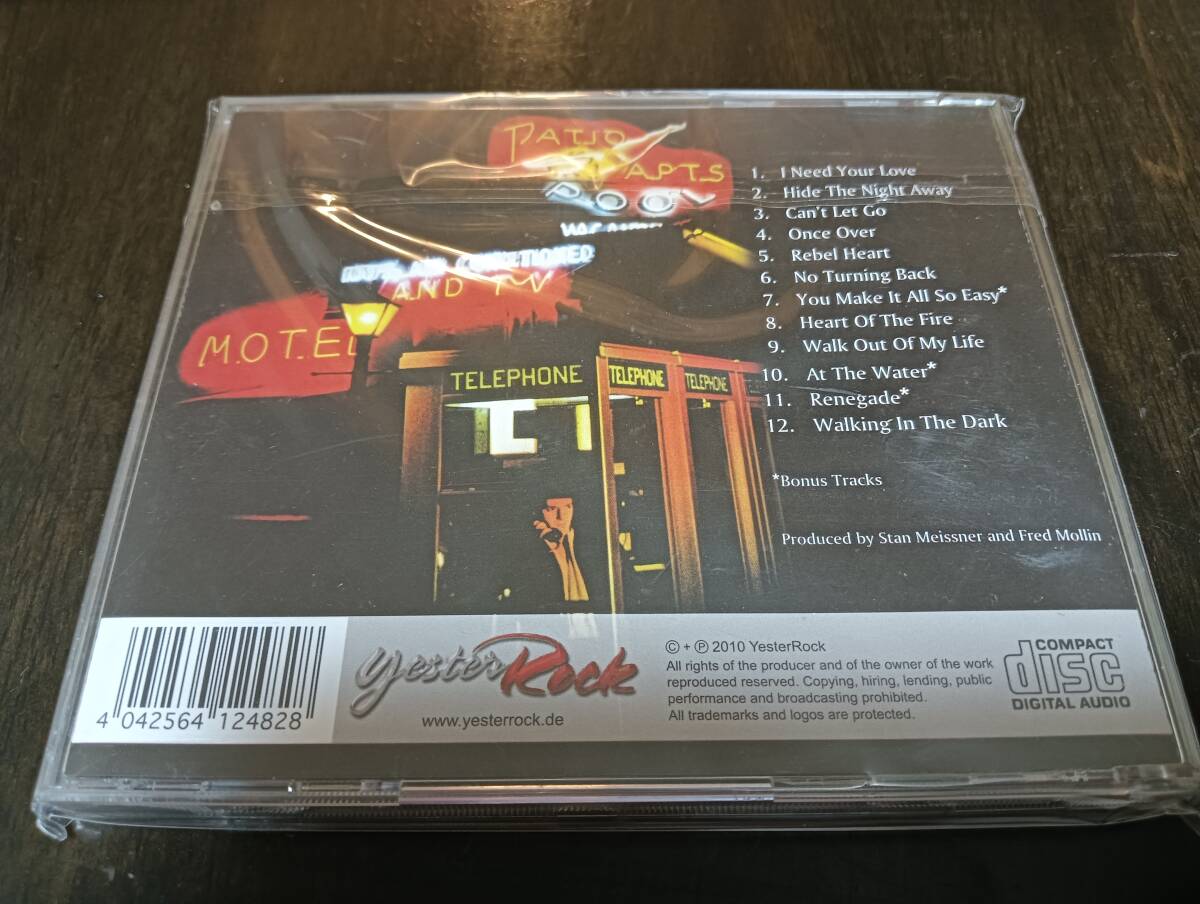 PATIO
APTS
POOL
AIR CONDITIONED
AND TV
MOTEL
TELEPHONE
TELEPHONE
TELEPHONE
1. I Need Your Love
2. Hide The Night Away
3. Can't Let Go
4. Once Over
5. Rebel Heart
6. No Turning Back
7. You Make It All So Easy*
8. Heart Of The Fire
9. Walk Out Of My Life
10. At The Water*
11. Renegade*
12. Walking In The Dark
*Bonus Tracks
Produced by Stan Meissner and Fred Mollin
4 042564 124828
YesterRock
www.yesterrock.de
© + ℗ 2010 YesterRock
All rights of the producer and of the owner of the work
reproduced reserved. Copying, hiring, lending, public
performance and broadcasting prohibited.
All trademarks and logos are protected.
COMPACT
disc
DIGITAL AUDIO